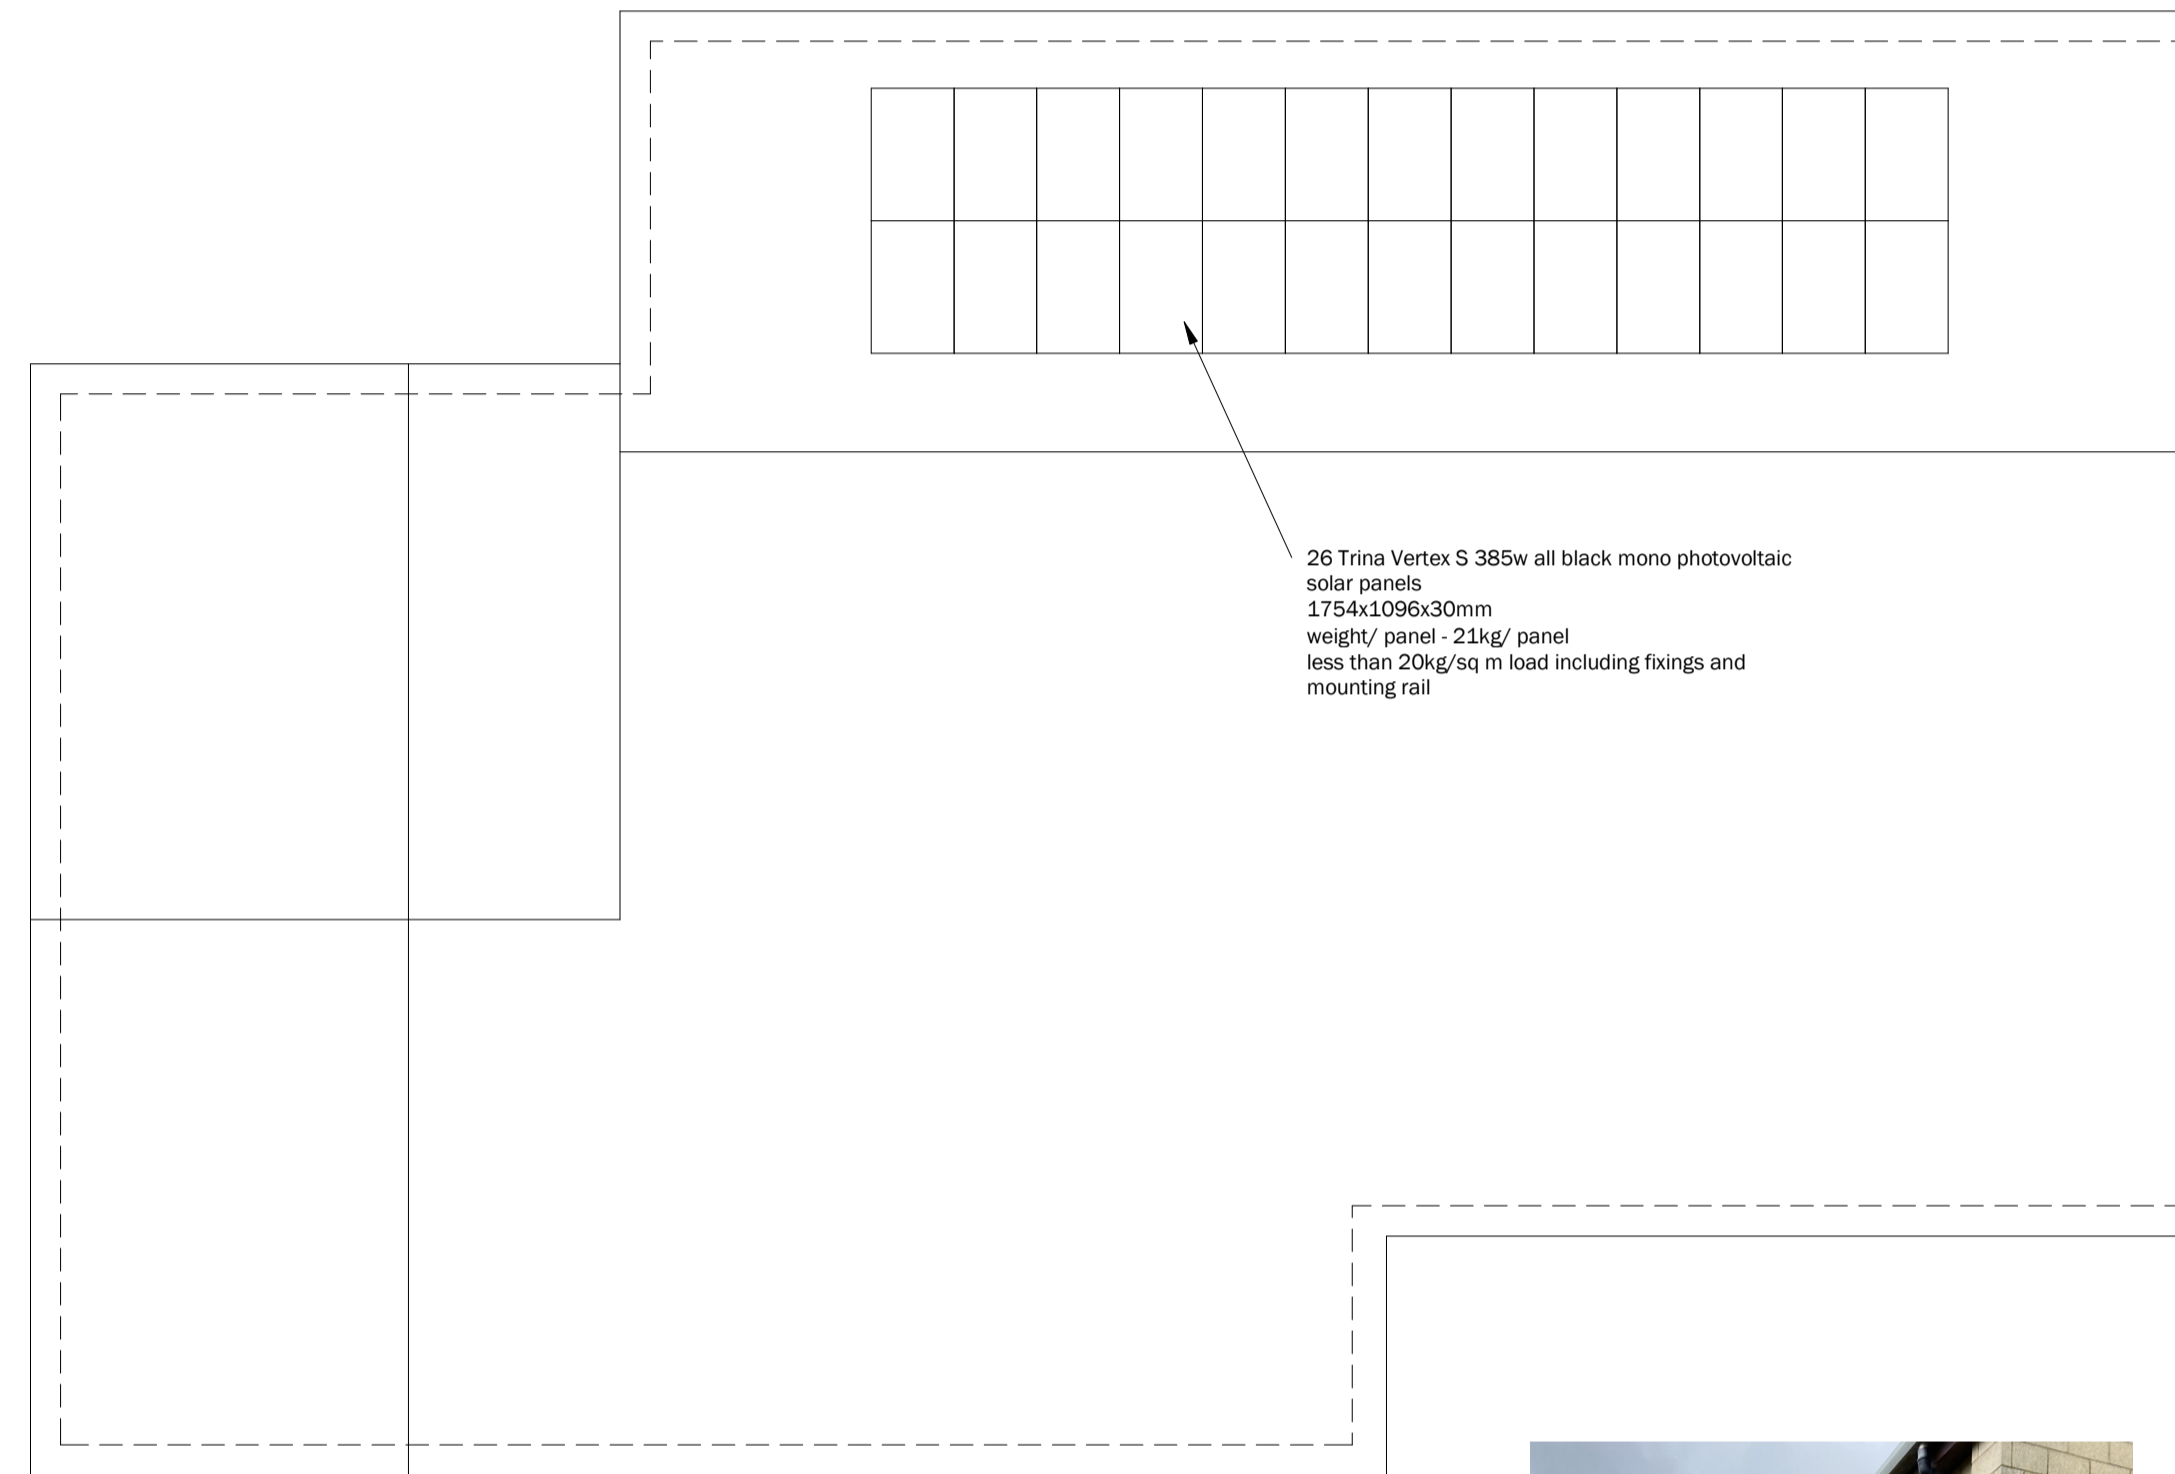 26 Trina Vertex S 385w all black mono photovoltaic
solar panels
1754x1096x30mm
weight/ panel - 21kg/ panel
less than 20kg/sq m load including fixings and
mounting rail